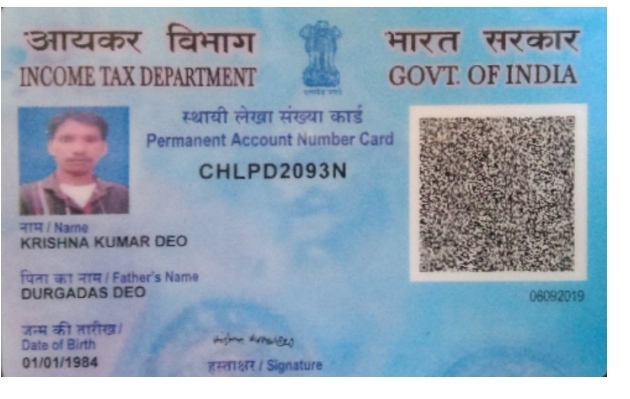 आयकर विभाग
INCOME TAX DEPARTMENT
भारत सरकार
GOVT. OF INDIA
स्थायी लेखा संख्या कार्ड
Permanent Account Number Card
CHLPD2093N
नाम / Name
KRISHNA KUMAR DEO
पिता का नाम / Father's Name
DURGADAS DEO
06092019
जन्म की तारीख /
Date of Birth
01/01/1984
हस्ताक्षर / Signature